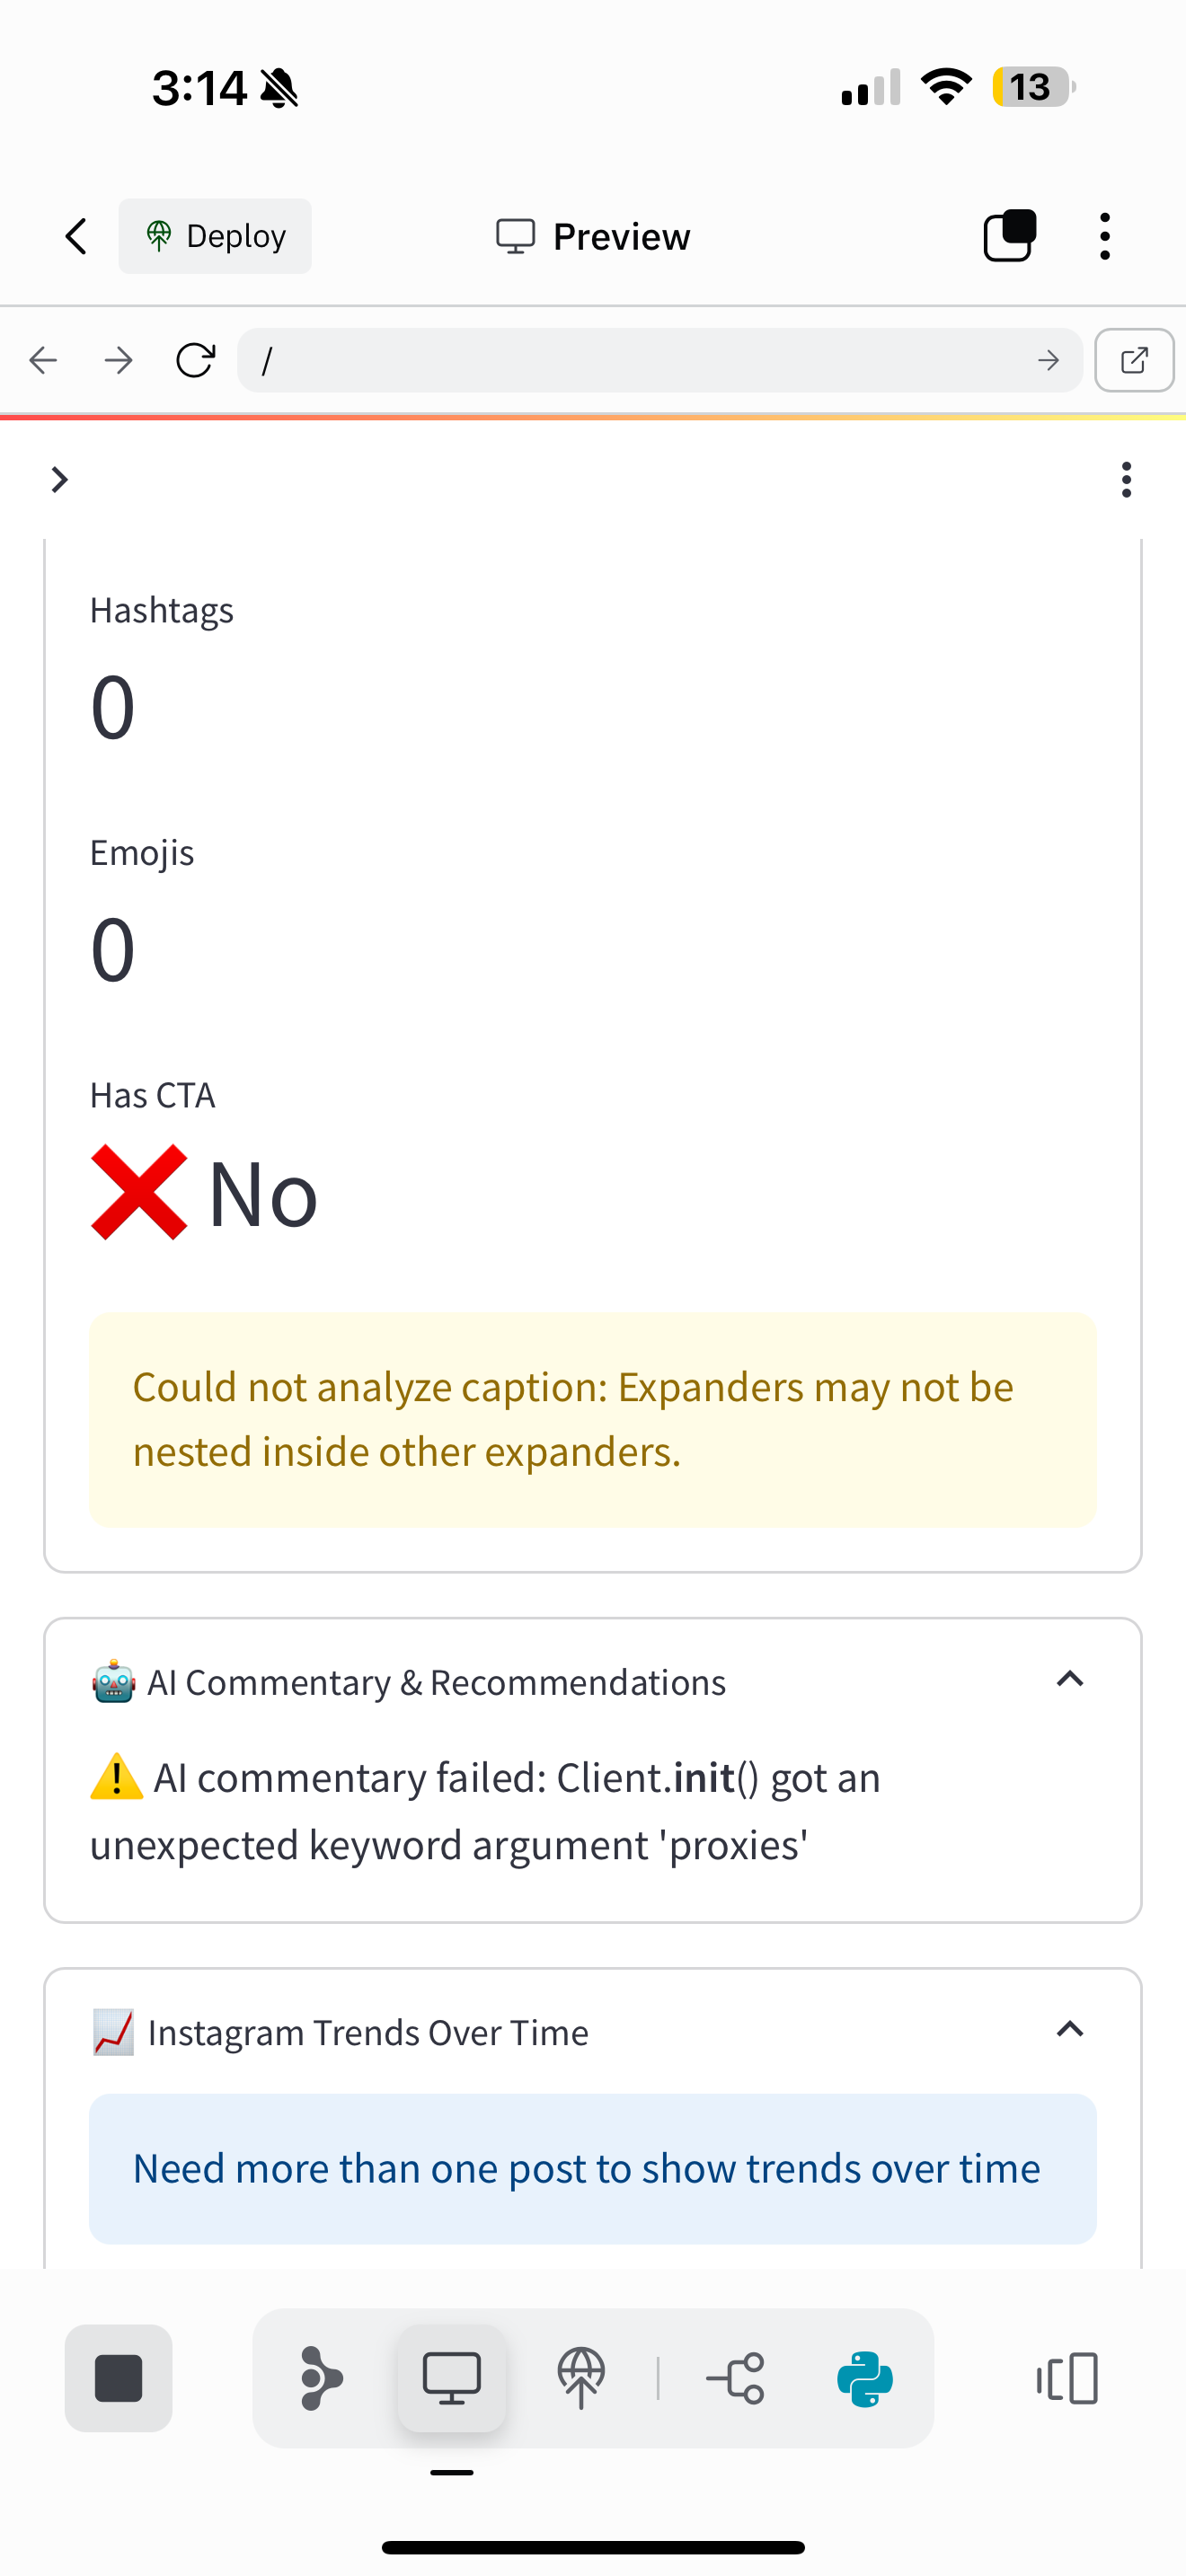 3:14
13
Deploy
Preview
/
Hashtags
0
Emojis
0
Has CTA
❌ No
Could not analyze caption: Expanders may not be
nested inside other expanders.
🤖 AI Commentary & Recommendations
⚠️ AI commentary failed: Client.init() got an
unexpected keyword argument 'proxies'
📈 Instagram Trends Over Time
Need more than one post to show trends over time